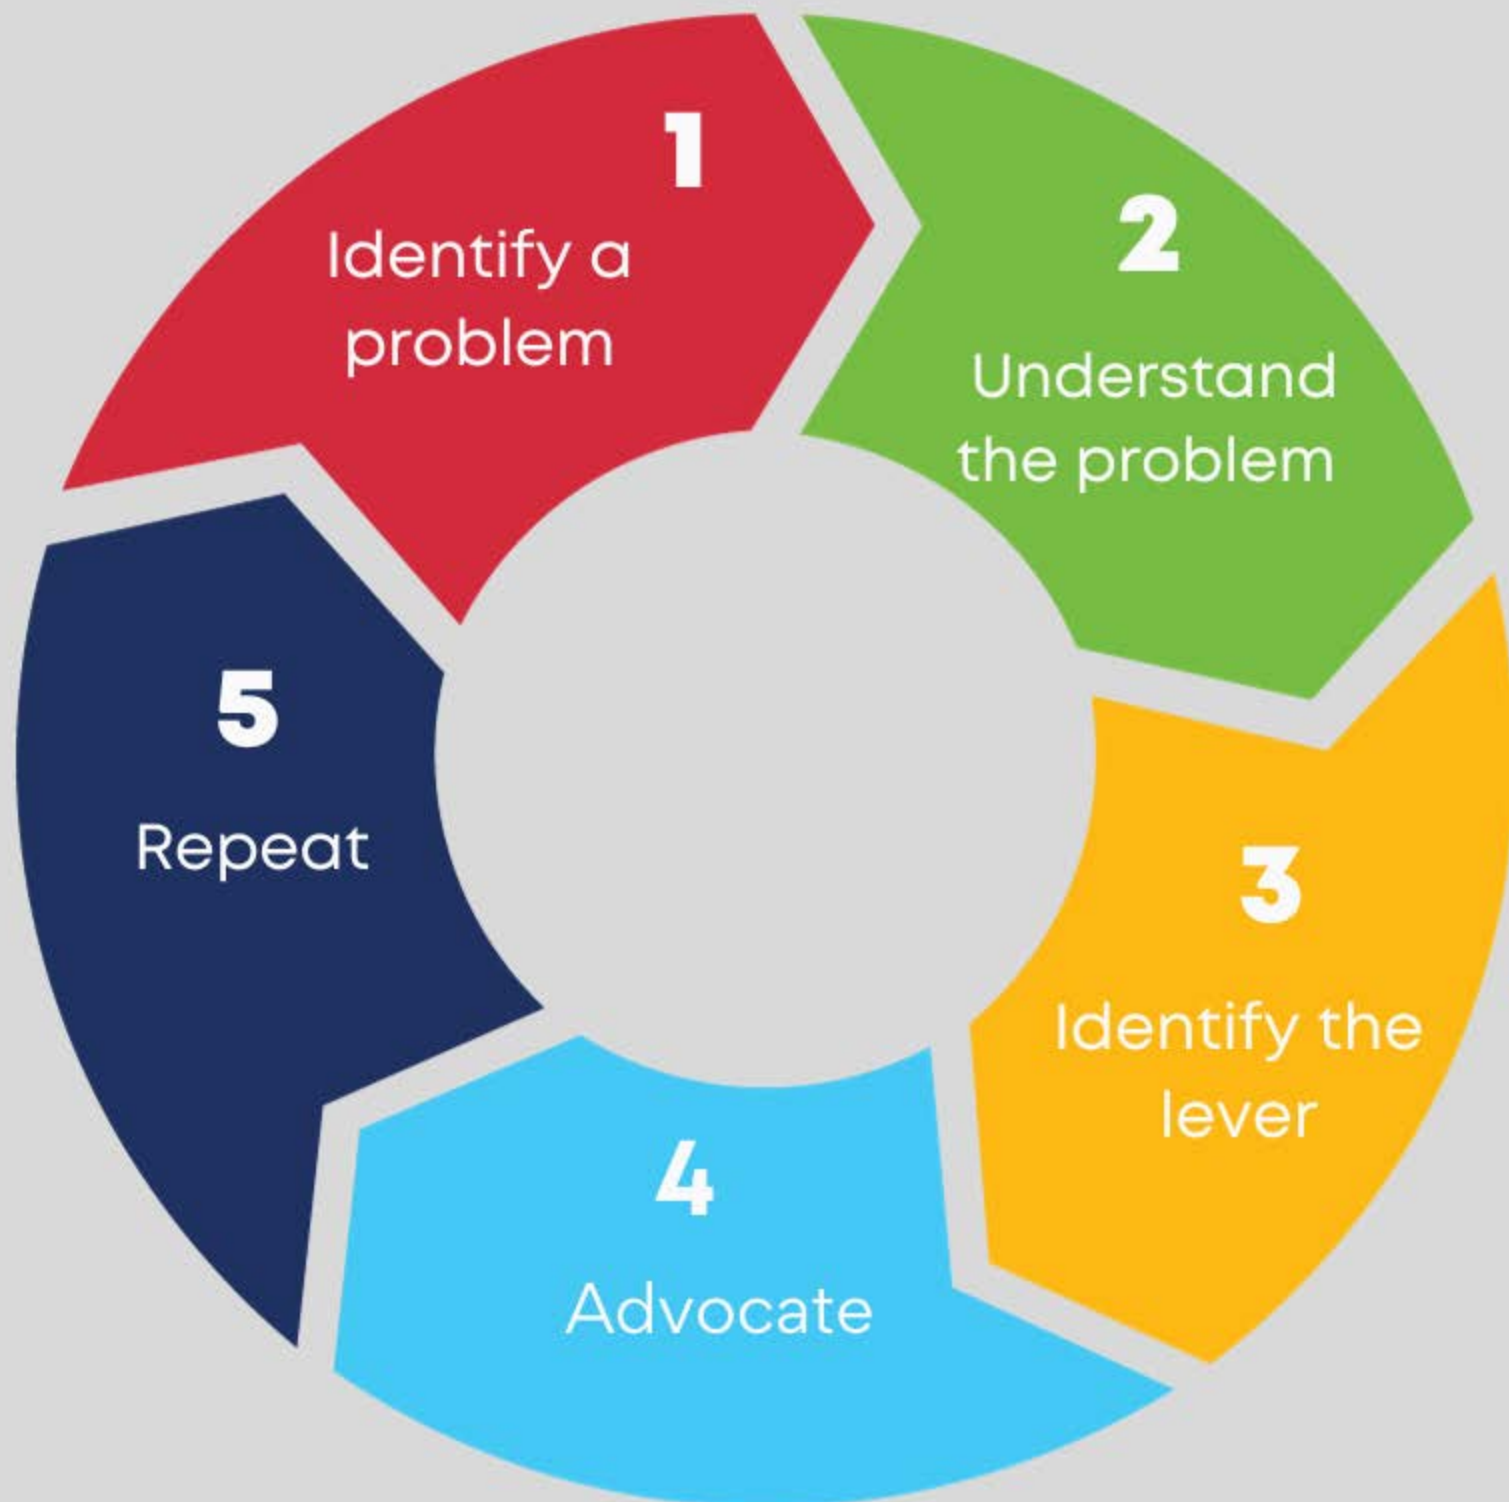 1
Identify a
problem
2
Understand
the problem
3
Identify the
lever
4
Advocate
5
Repeat